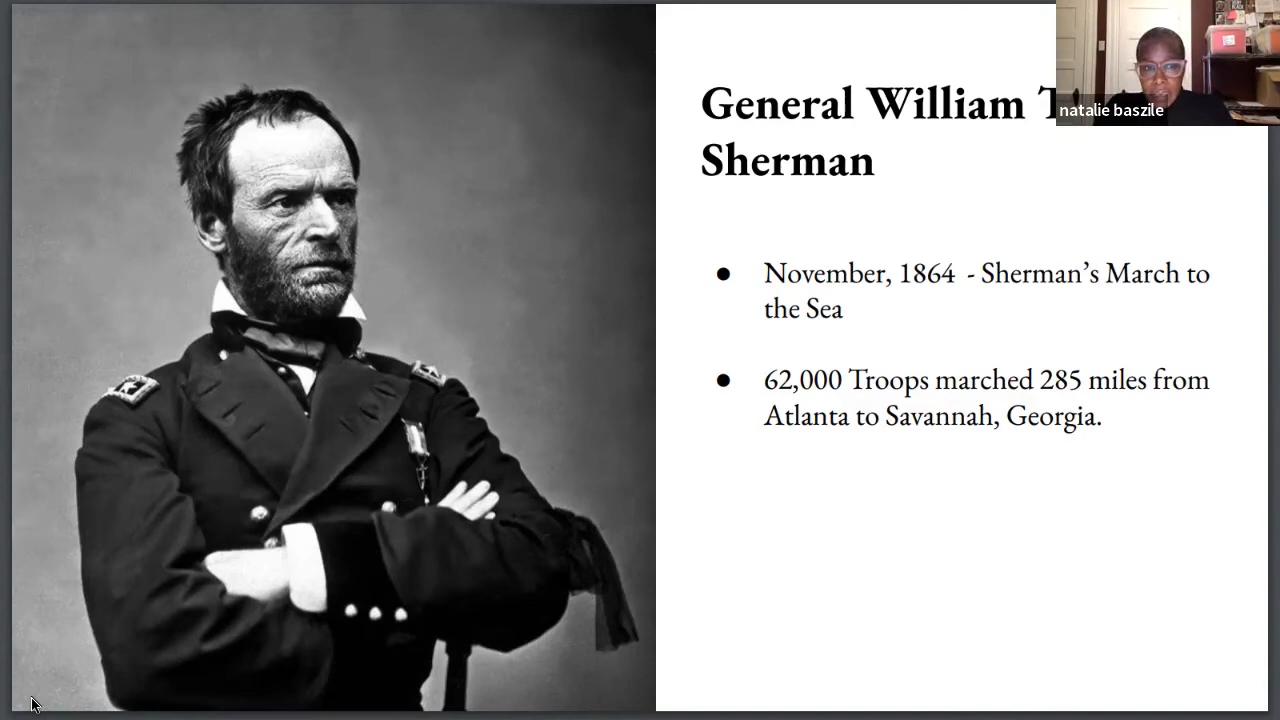 General William T
Sherman
natalie baszile
● November, 1864 - Sherman’s March to
the Sea
● 62,000 Troops marched 285 miles from
Atlanta to Savannah, Georgia.